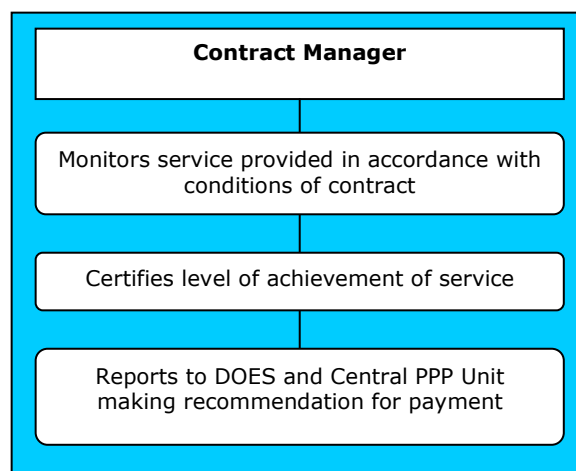 Contract Manager
Monitors service provided in accordance with
conditions of contract
Certifies level of achievement of service
Reports to DOES and Central PPP Unit
making recommendation for payment